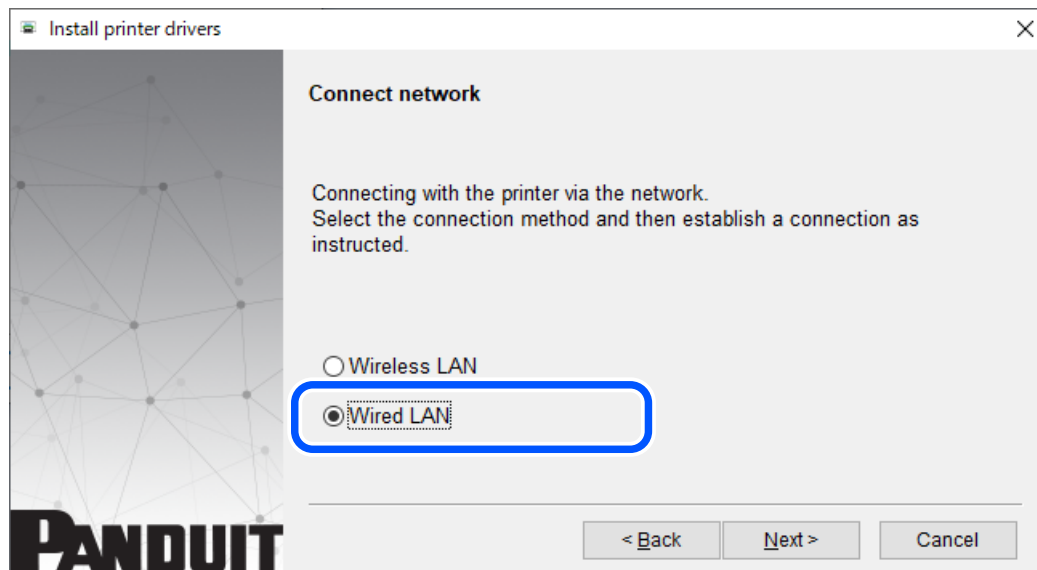 Install printer drivers
Connect network
Connecting with the printer via the network.
Select the connection method and then establish a connection as
instructed.
Wireless LAN
Wired LAN
PANDUIT
< Back
Next >
Cancel